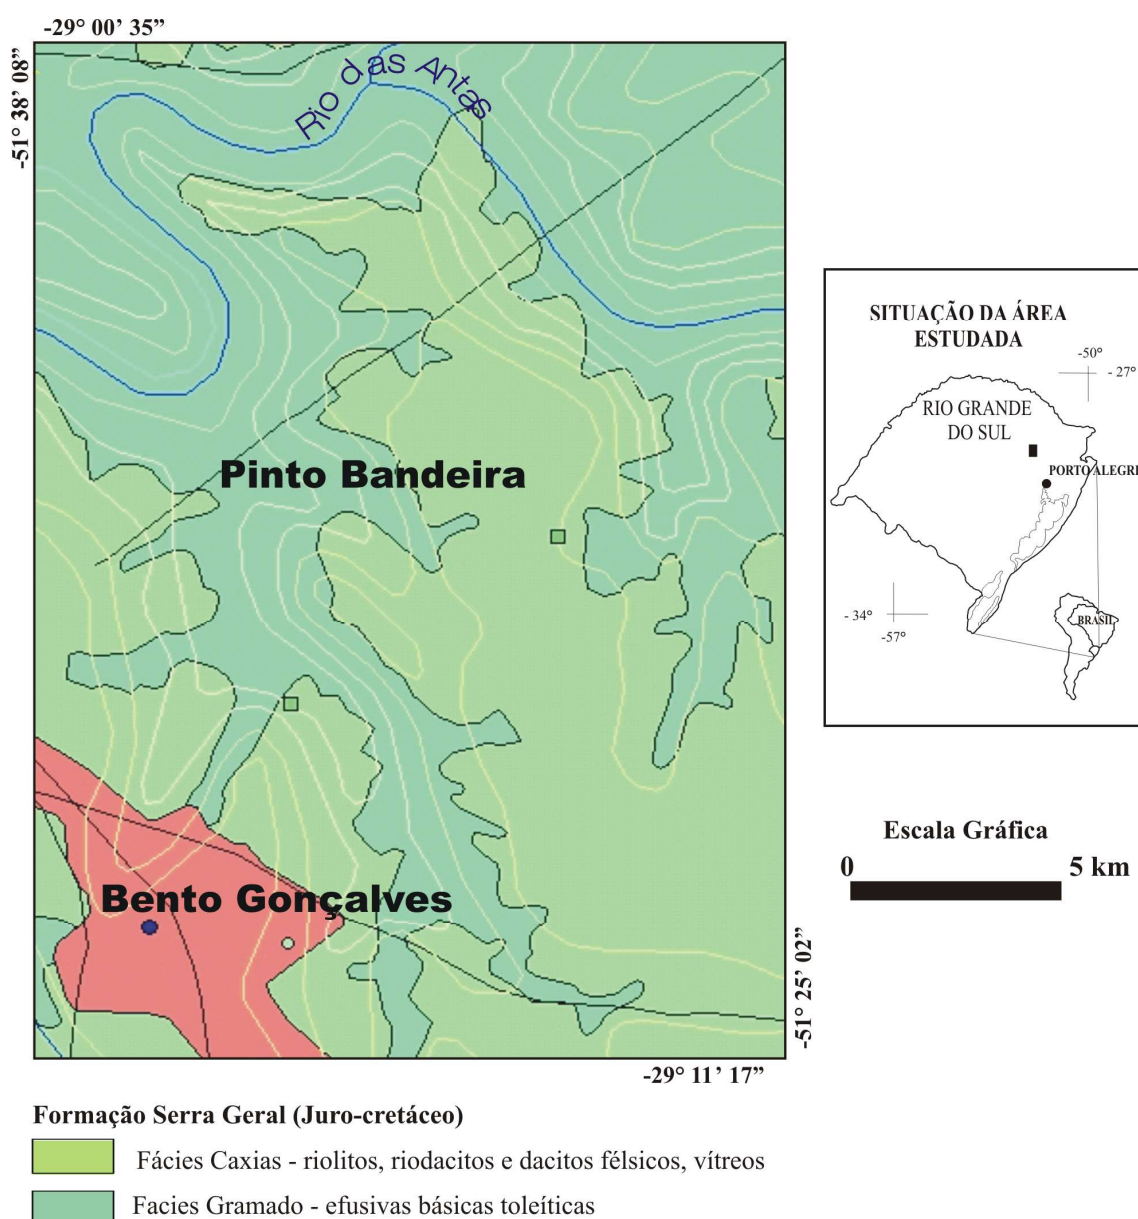 -29° 00' 35”
-51° 38' 08”
Rio das Antas
Pinto Bandeira
Bento Gonçalves
-51° 25' 02”
-29° 11' 17”
SITUAÇÃO DA ÁREA
ESTUDADA
-50°
- 27°
RIO GRANDE
DO SUL
PORTO ALEGRE
- 34°
-57°
BRASIL
Escala Gráfica
0 5 km
Formação Serra Geral (Juro-cretáceo)
Fácies Caxias - riolitos, riodacitos e dacitos félsicos, vítreos
Facies Gramado - efusivas básicas toleíticas